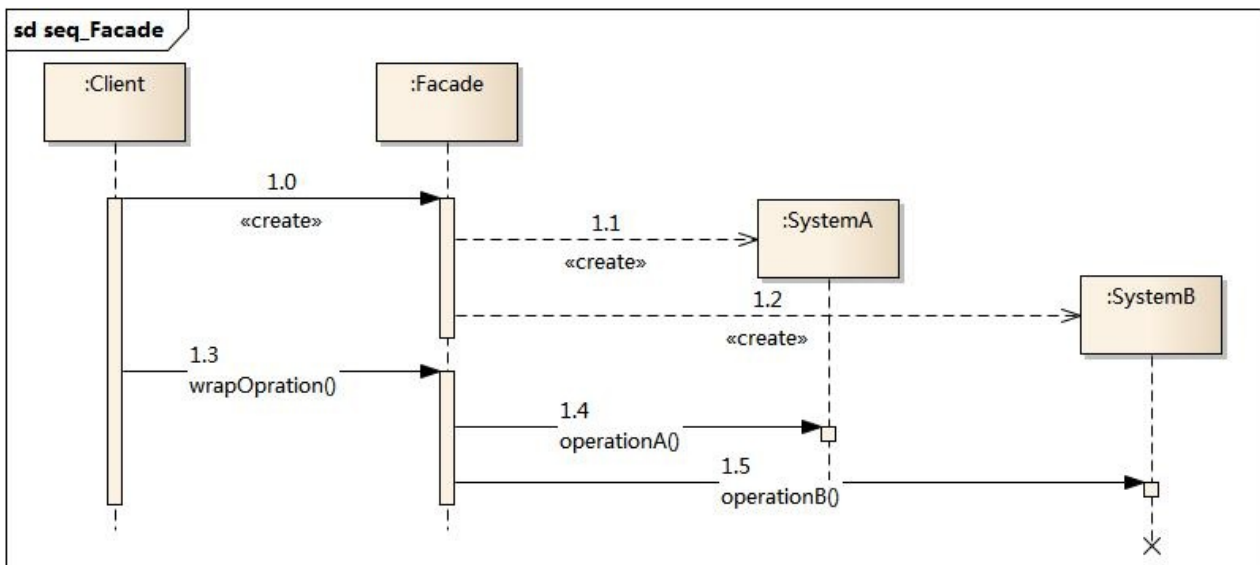 sd seq_Facade
:Client
:Facade
1.0
«create»
:SystemA
1.1
«create»
:SystemB
1.2
«create»
1.3
wrapOpration()
1.4
operationA()
1.5
operationB()